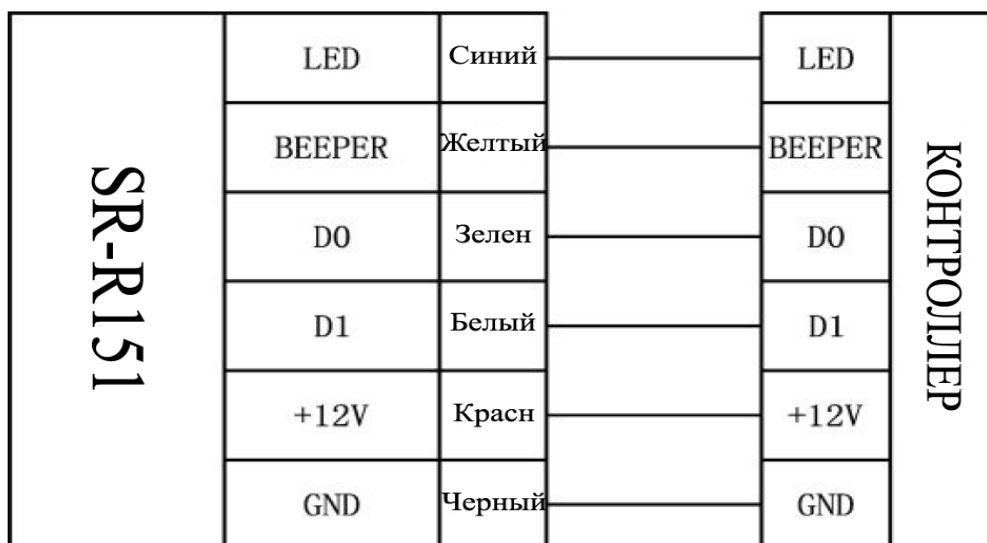 SR-R151
LED Синий LED
BEEPER Желтый BEEPER
D0 Зелен D0
D1 Белый D1
+12V Красн +12V
GND Черный GND
КОНТРОЛЛЕР